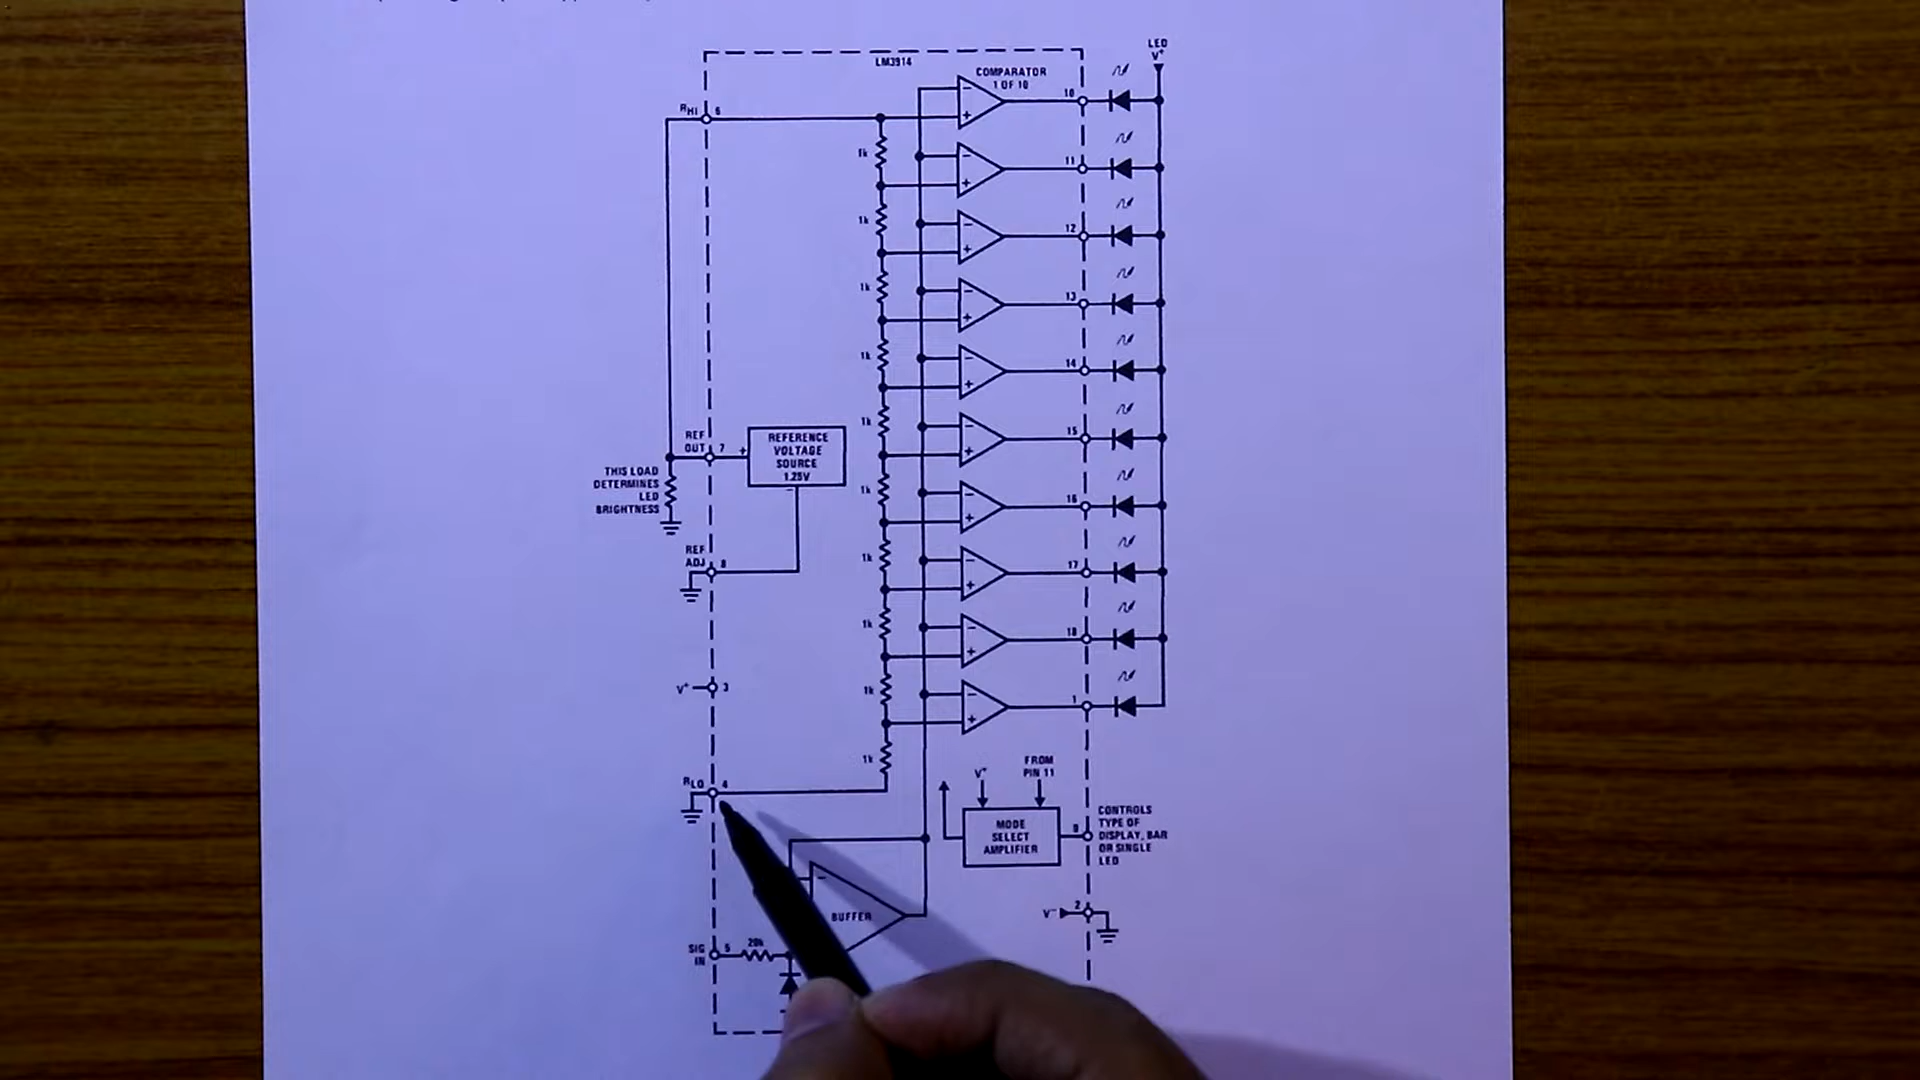 LED
V+
LM3914
COMPARATOR
1 OF 10
10
RHI
6
1k
11
1k
12
1k
13
1k
14
1k
15
REF
OUT
7
+
REFERENCE
VOLTAGE
SOURCE
1.25V
−
THIS LOAD
DETERMINES
LED
BRIGHTNESS
1k
16
REF
ADJ
8
1k
17
1k
18
V+
3
1k
1
1k
RLO
4
V+
FROM
PIN 11
MODE
SELECT
AMPLIFIER
9
CONTROLS
TYPE OF
DISPLAY, BAR
OR SINGLE
LED
BUFFER
V−
2
SIG
IN
5
20k